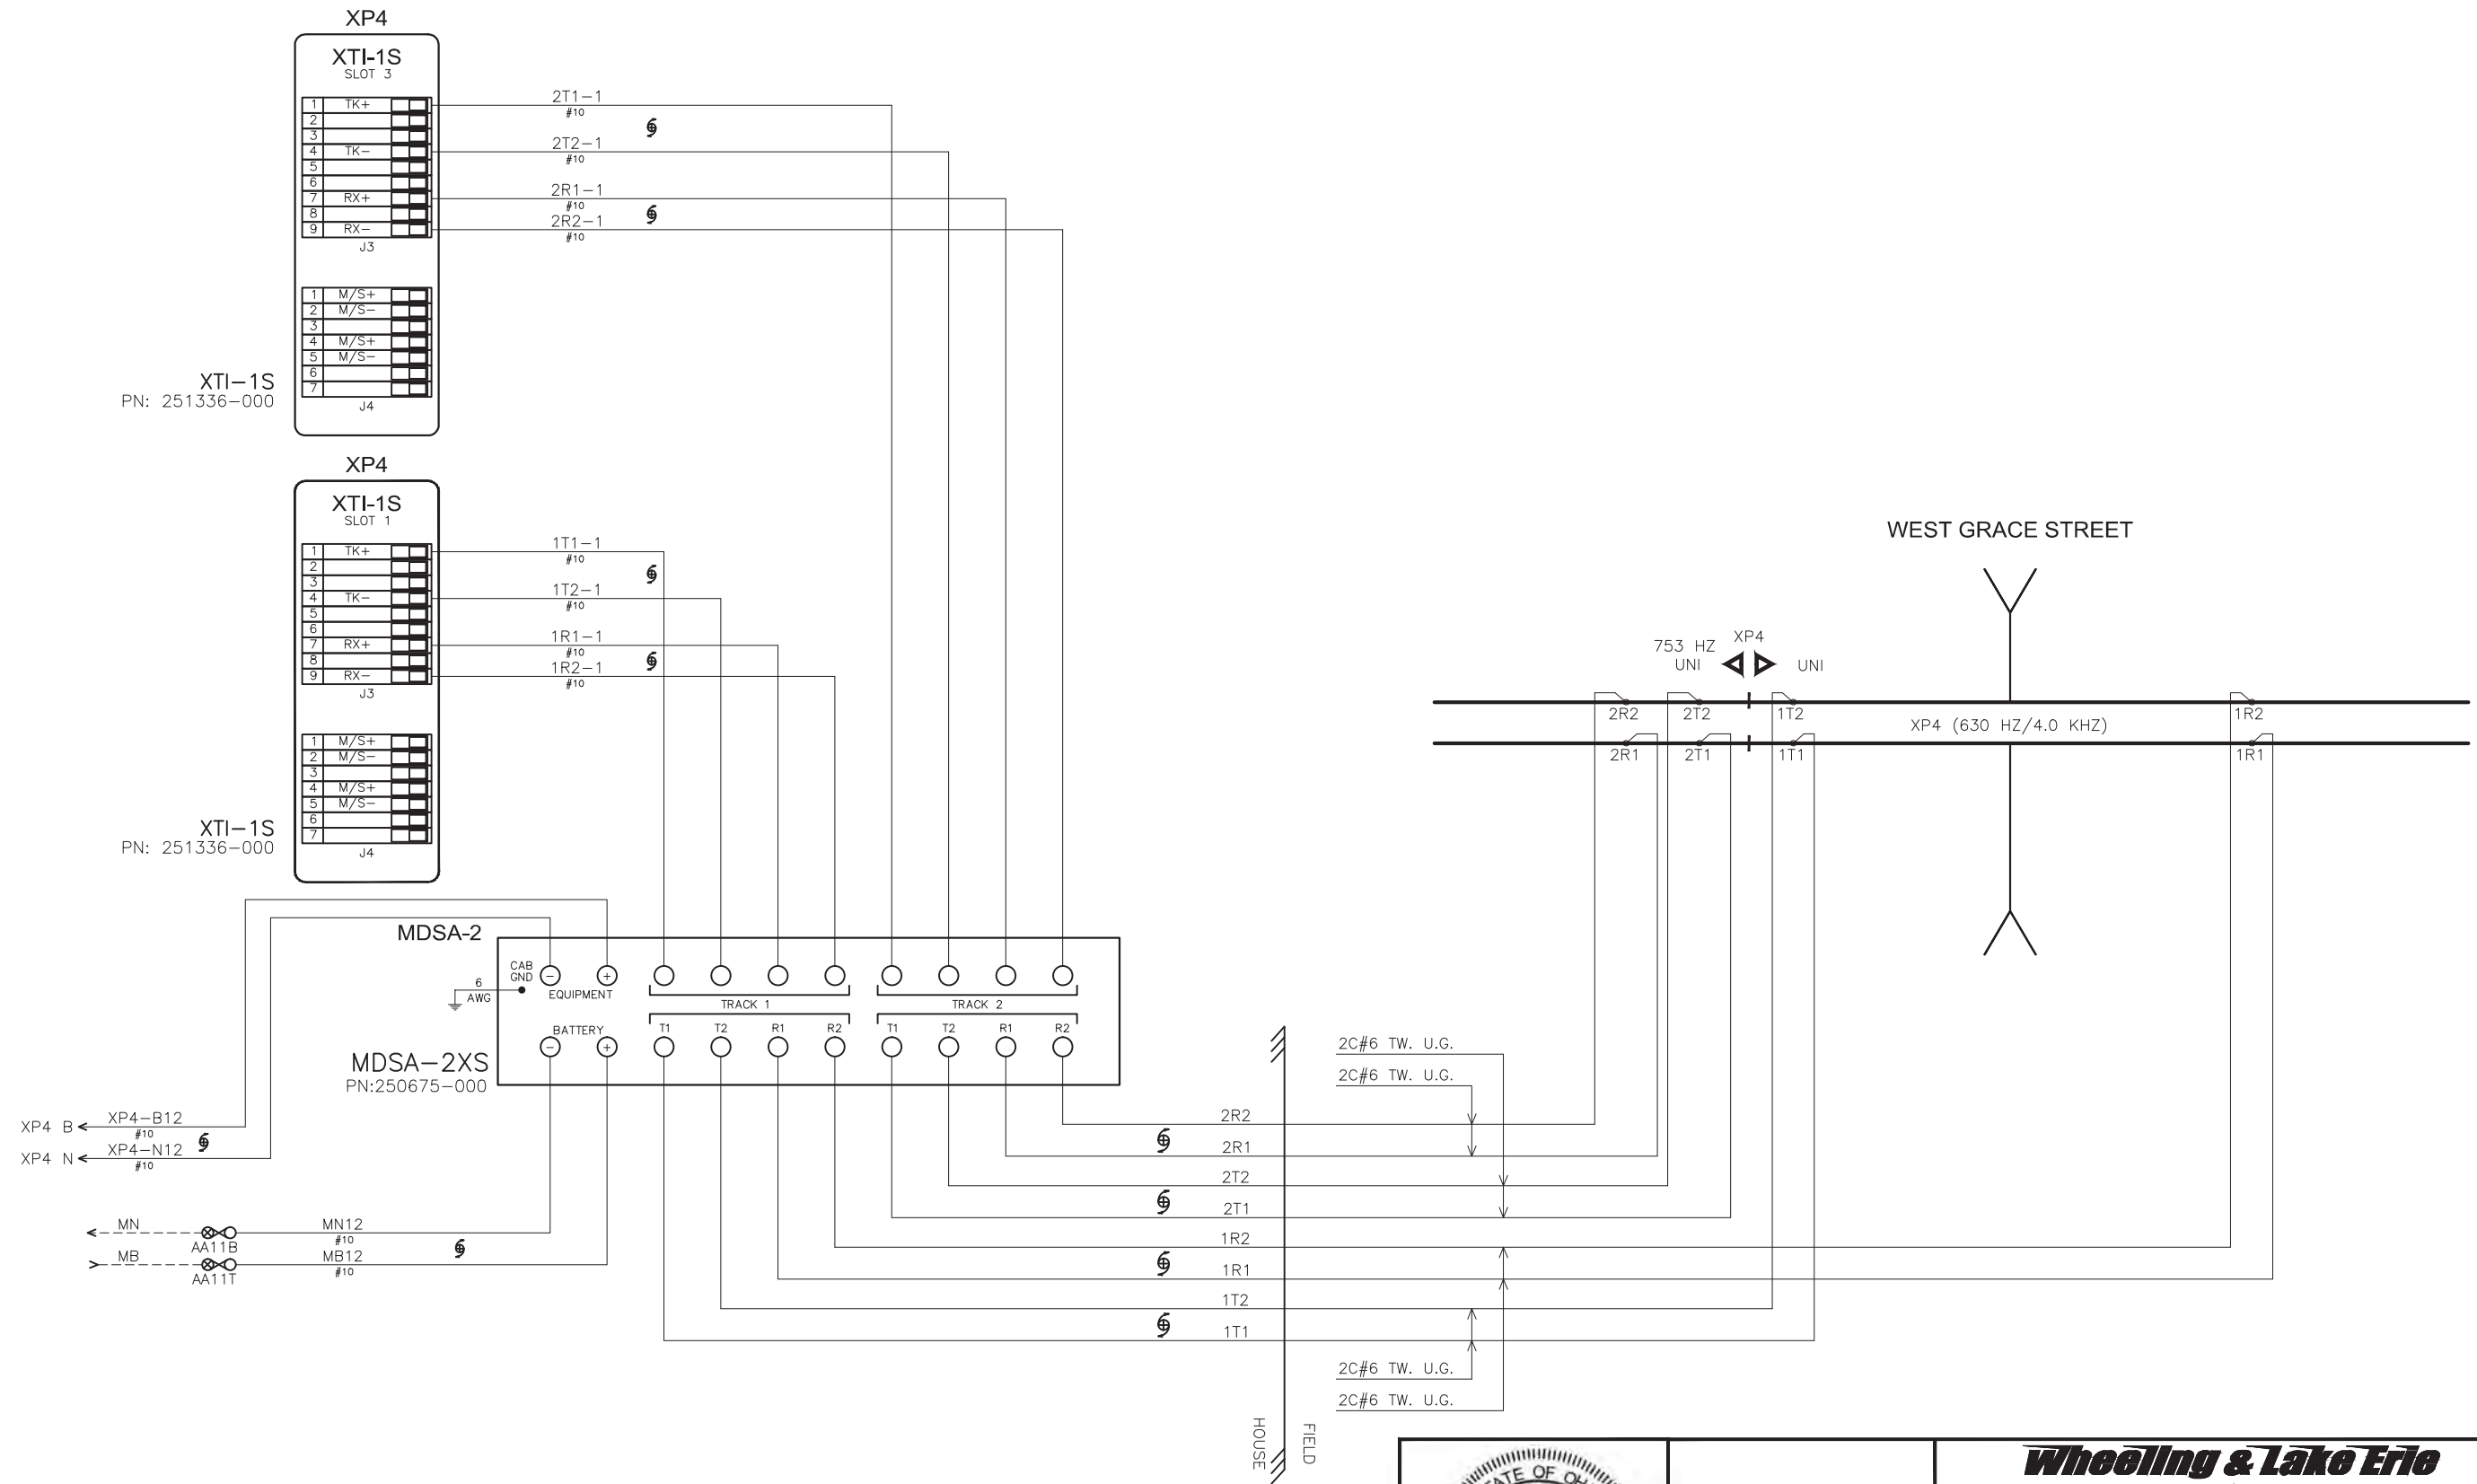 XP4
XTI-1S
SLOT 3
1 TK+
2
3
4 TK-
5
6
7 RX+
8
9 RX-
J3
1 M/S+
2 M/S-
3
4 M/S+
5 M/S-
6
7
J4
XTI-1S
PN: 251336-000
2T1-1
#10
2T2-1
#10
2R1-1
#10
2R2-1
#10
XP4
XTI-1S
SLOT 1
1 TK+
2
3
4 TK-
5
6
7 RX+
8
9 RX-
J3
1 M/S+
2 M/S-
3
4 M/S+
5 M/S-
6
7
J4
XTI-1S
PN: 251336-000
1T1-1
#10
1T2-1
#10
1R1-1
#10
1R2-1
#10
WEST GRACE STREET
753 HZ XP4
UNI UNI
2R2 2T2 1T2 1R2
XP4 (630 HZ/4.0 KHZ)
2R1 2T1 1T1 1R1
MDSA-2
CAB
GND
6
AWG
- +
EQUIPMENT
TRACK 1 TRACK 2
BATTERY
T1 T2 R1 R2 T1 T2 R1 R2
- +
MDSA-2XS
PN:250675-000
XP4 B XP4-B12
#10
XP4 N XP4-N12
#10
MN MN12
AA11B #10
MB MB12
AA11T #10
2C#6 TW. U.G.
2C#6 TW. U.G.
2R2
2R1
2T2
2T1
1R2
1R1
1T2
1T1
2C#6 TW. U.G.
2C#6 TW. U.G.
HOUSE
FIELD
STATE OF OH
Wheeling & Lake Erie